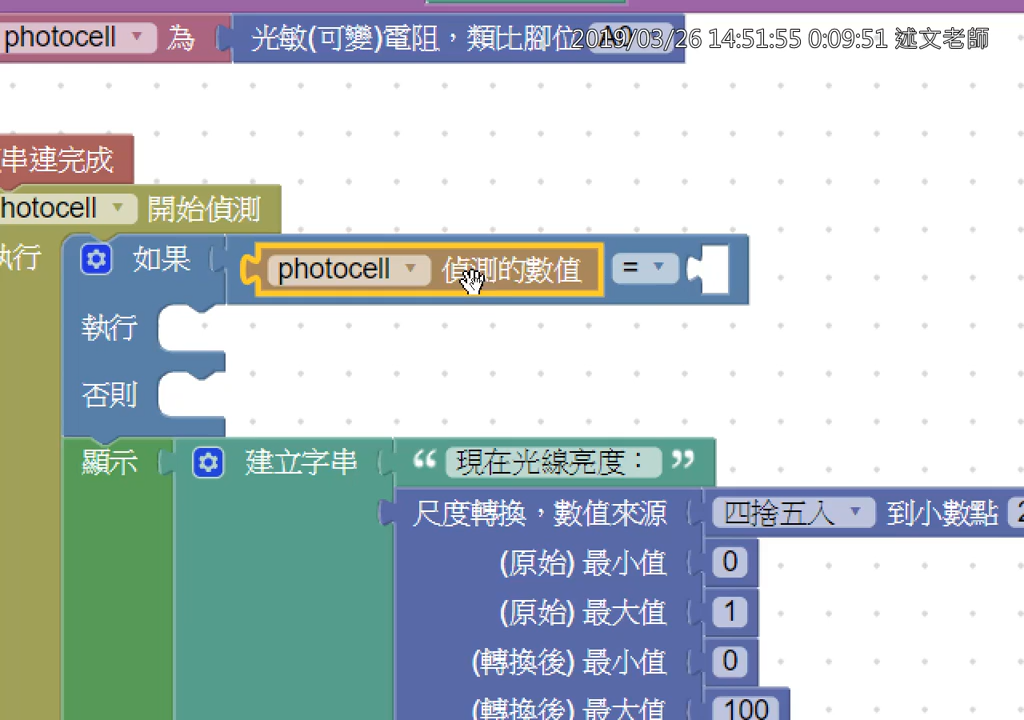 photocell 為 光敏(可變)電阻，類比腳位 A0
2019/03/26 14:51:55 0:09:51 述文老師
串連完成
hotocell 開始偵測
執行 如果 photocell 偵測的數值 =
執行
否則
顯示 建立字串 “ 現在光線亮度： ”
尺度轉換，數值來源 四捨五入 到小數點 2
(原始) 最小值 0
(原始) 最大值 1
(轉換後) 最小值 0
(轉換後) 最大值 100